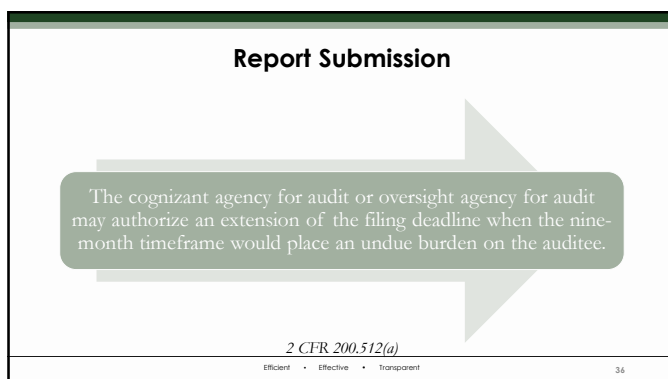 Report Submission
The cognizant agency for audit or oversight agency for audit
may authorize an extension of the filing deadline when the nine-
month timeframe would place an undue burden on the auditee.
2 CFR 200.512(a)
Efficient • Effective • Transparent
36